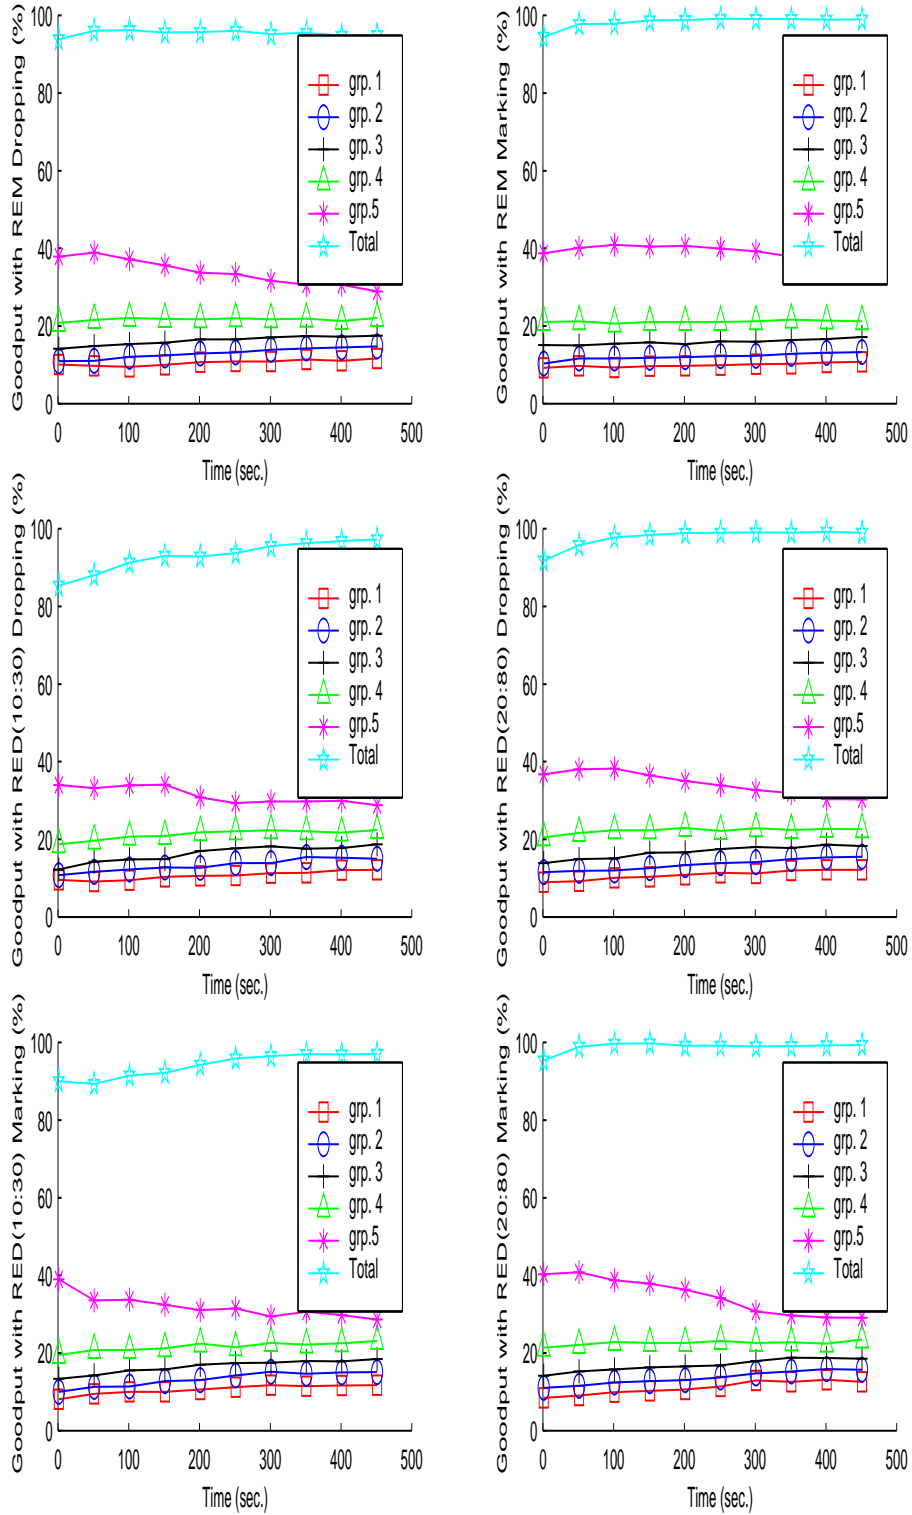 Goodput with REM Dropping (%)
100
80
60
40
20
0
0 100 200 300 400 500
Time (sec.)
grp. 1
grp. 2
grp. 3
grp. 4
grp.5
Total
Goodput with REM Marking (%)
100
80
60
40
20
0
0 100 200 300 400 500
Time (sec.)
grp. 1
grp. 2
grp. 3
grp. 4
grp.5
Total
Goodput with RED(10:30) Dropping (%)
100
80
60
40
20
0
0 100 200 300 400 500
Time (sec.)
grp. 1
grp. 2
grp. 3
grp. 4
grp.5
Total
Goodput with RED(20:80) Dropping (%)
100
80
60
40
20
0
0 100 200 300 400 500
Time (sec.)
grp. 1
grp. 2
grp. 3
grp. 4
grp.5
Total
Goodput with RED(10:30) Marking (%)
100
80
60
40
20
0
0 100 200 300 400 500
Time (sec.)
grp. 1
grp. 2
grp. 3
grp. 4
grp.5
Total
Goodput with RED(20:80) Marking (%)
100
80
60
40
20
0
0 100 200 300 400 500
Time (sec.)
grp. 1
grp. 2
grp. 3
grp. 4
grp.5
Total